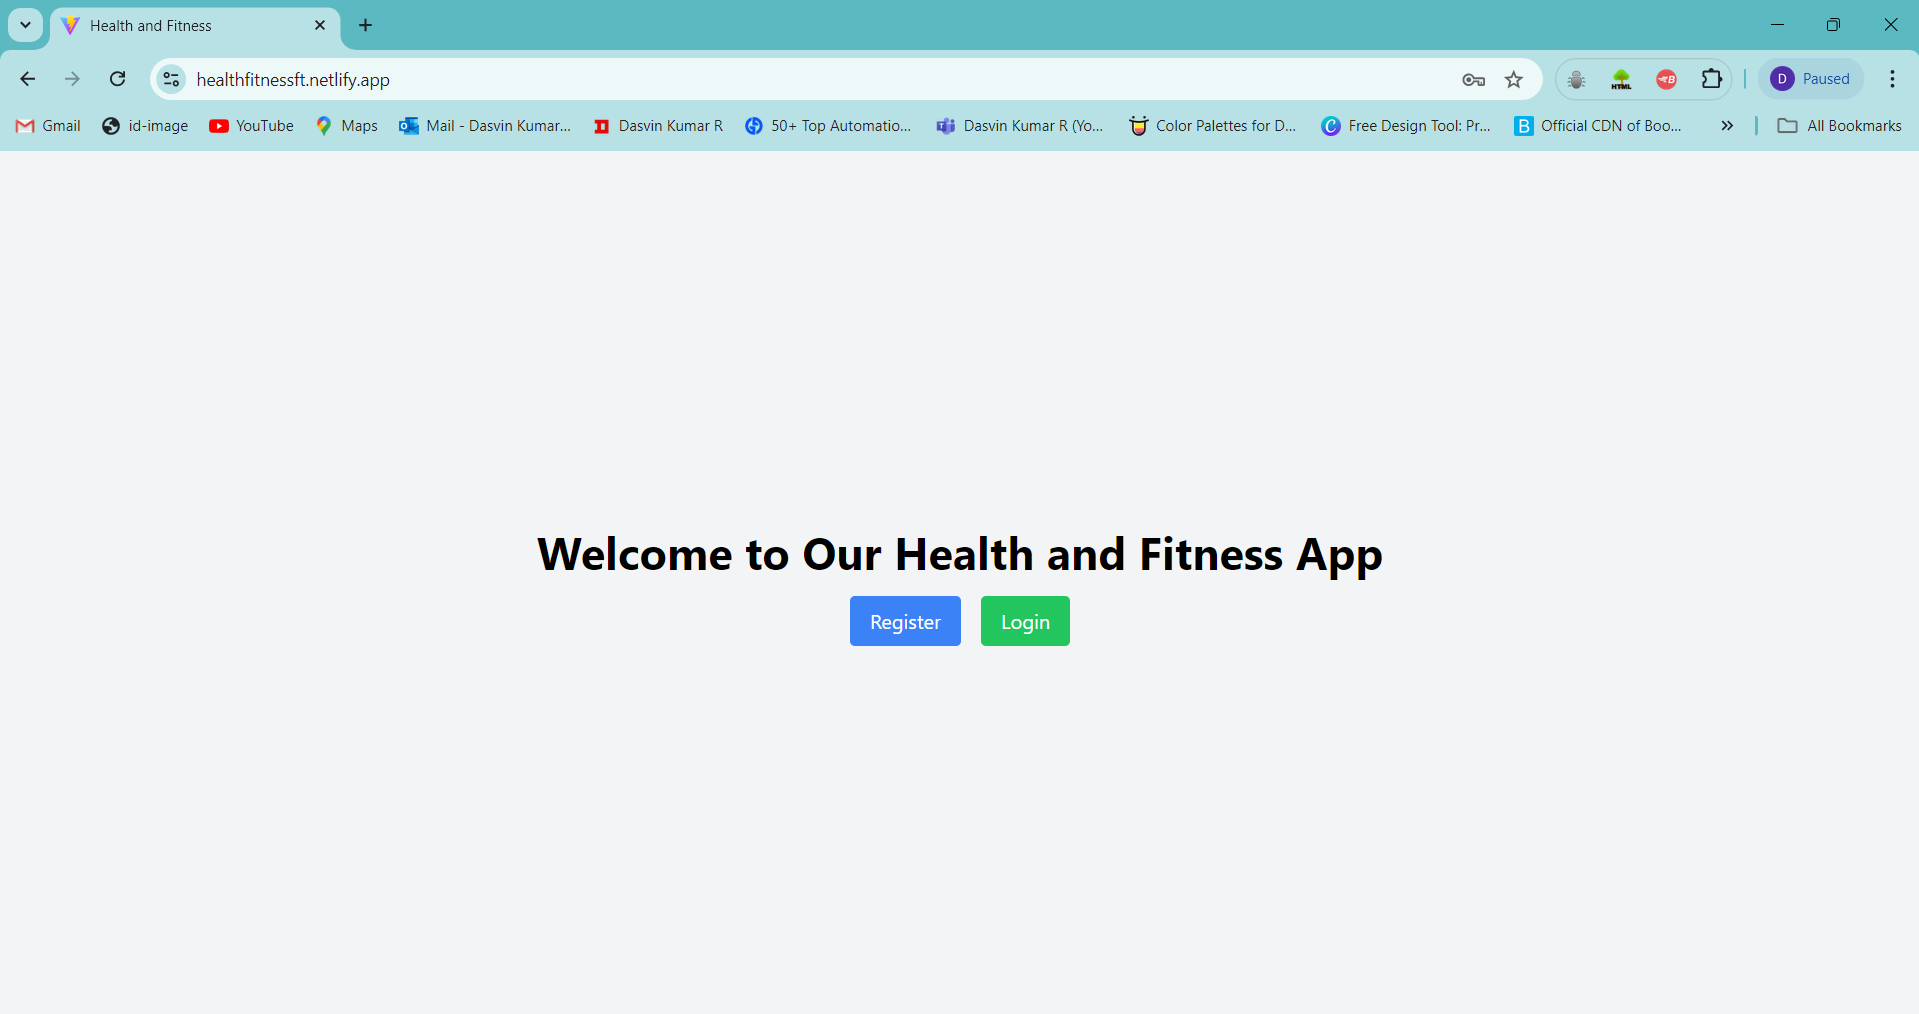 Health and Fitness
healthfitnessft.netlify.app
HTML
B
D Paused
Gmail id-image YouTube Maps Mail - Dasvin Kumar... Dasvin Kumar R 50+ Top Automatio... Dasvin Kumar R (Yo... Color Palettes for D... Free Design Tool: Pr... B Official CDN of Boo... All Bookmarks
Welcome to Our Health and Fitness App
Register Login